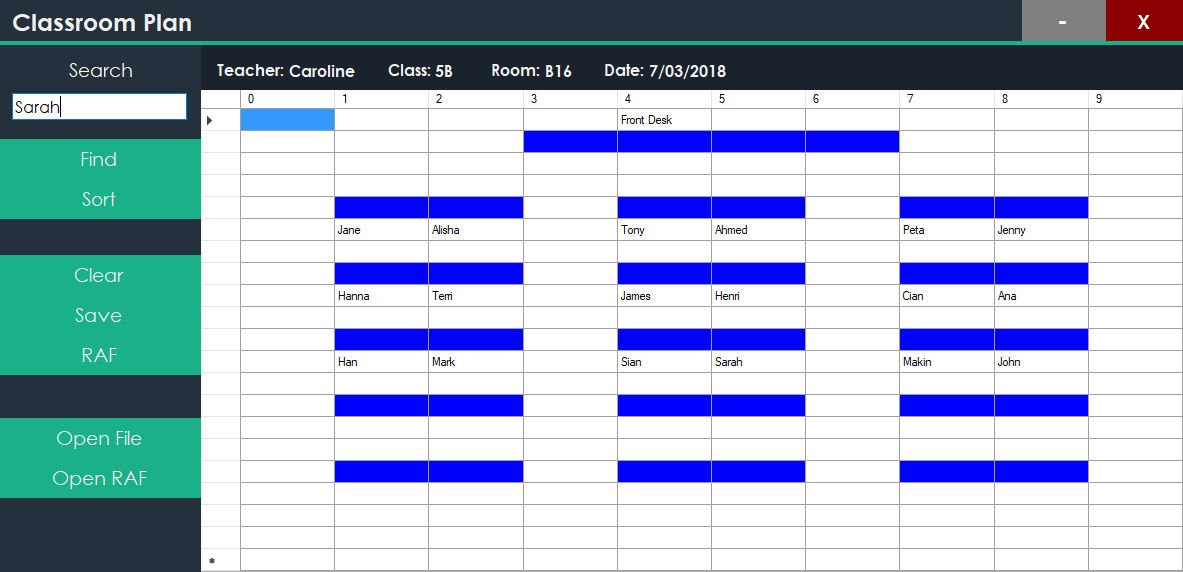 Classroom Plan - X
Search
Sarah
Find
Sort
Clear
Save
RAF
Open File
Open RAF
Teacher: Caroline Class: 5B Room: B16 Date: 7/03/2018
0 1 2 3 4 5 6 7 8 9
Front Desk
Jane Alisha Tony Ahmed Peta Jenny
Hanna Terri James Henri Cian Ana
Han Mark Sian Sarah Makin John